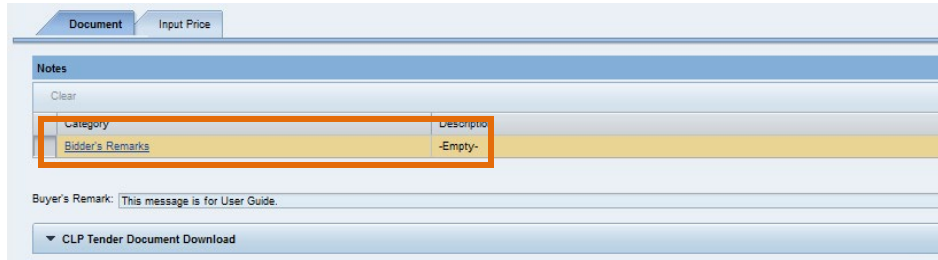 Document Input Price
Notes
Clear
Category Description
Bidder's Remarks -Empty-
Buyer's Remark: This message is for User Guide.
CLP Tender Document Download